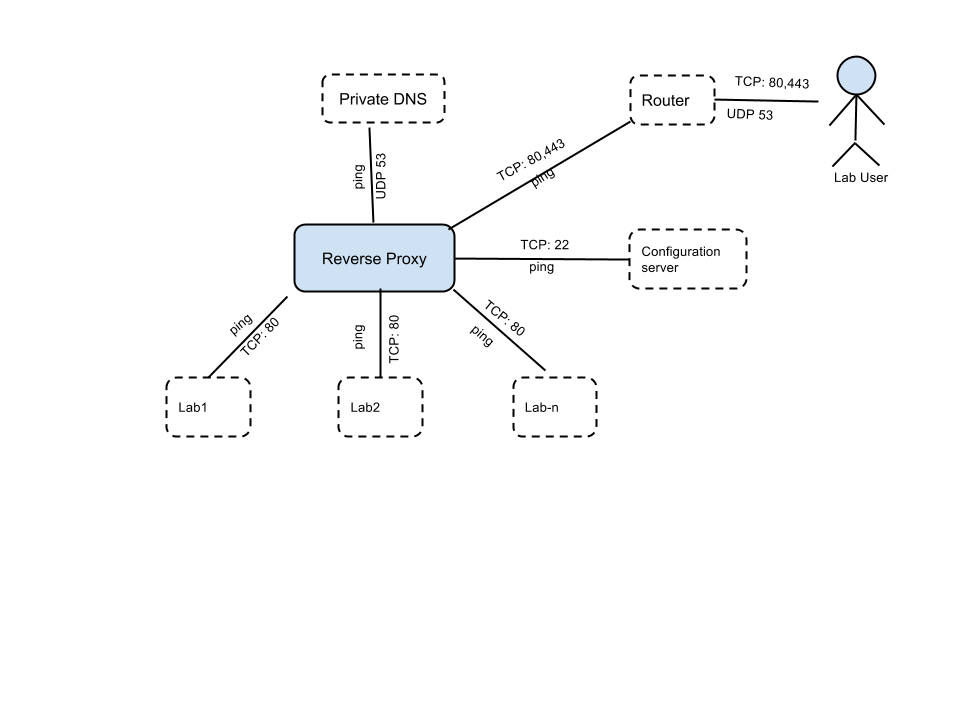 TCP: 80,443
Private DNS
Router
UDP 53
TCP: 80,443
ping
ping
UDP 53
Lab User
Reverse Proxy
TCP: 22
ping
Configuration
server
ping
TCP: 80
ping
TCP: 80
TCP: 80
ping
Lab1
Lab2
Lab-n